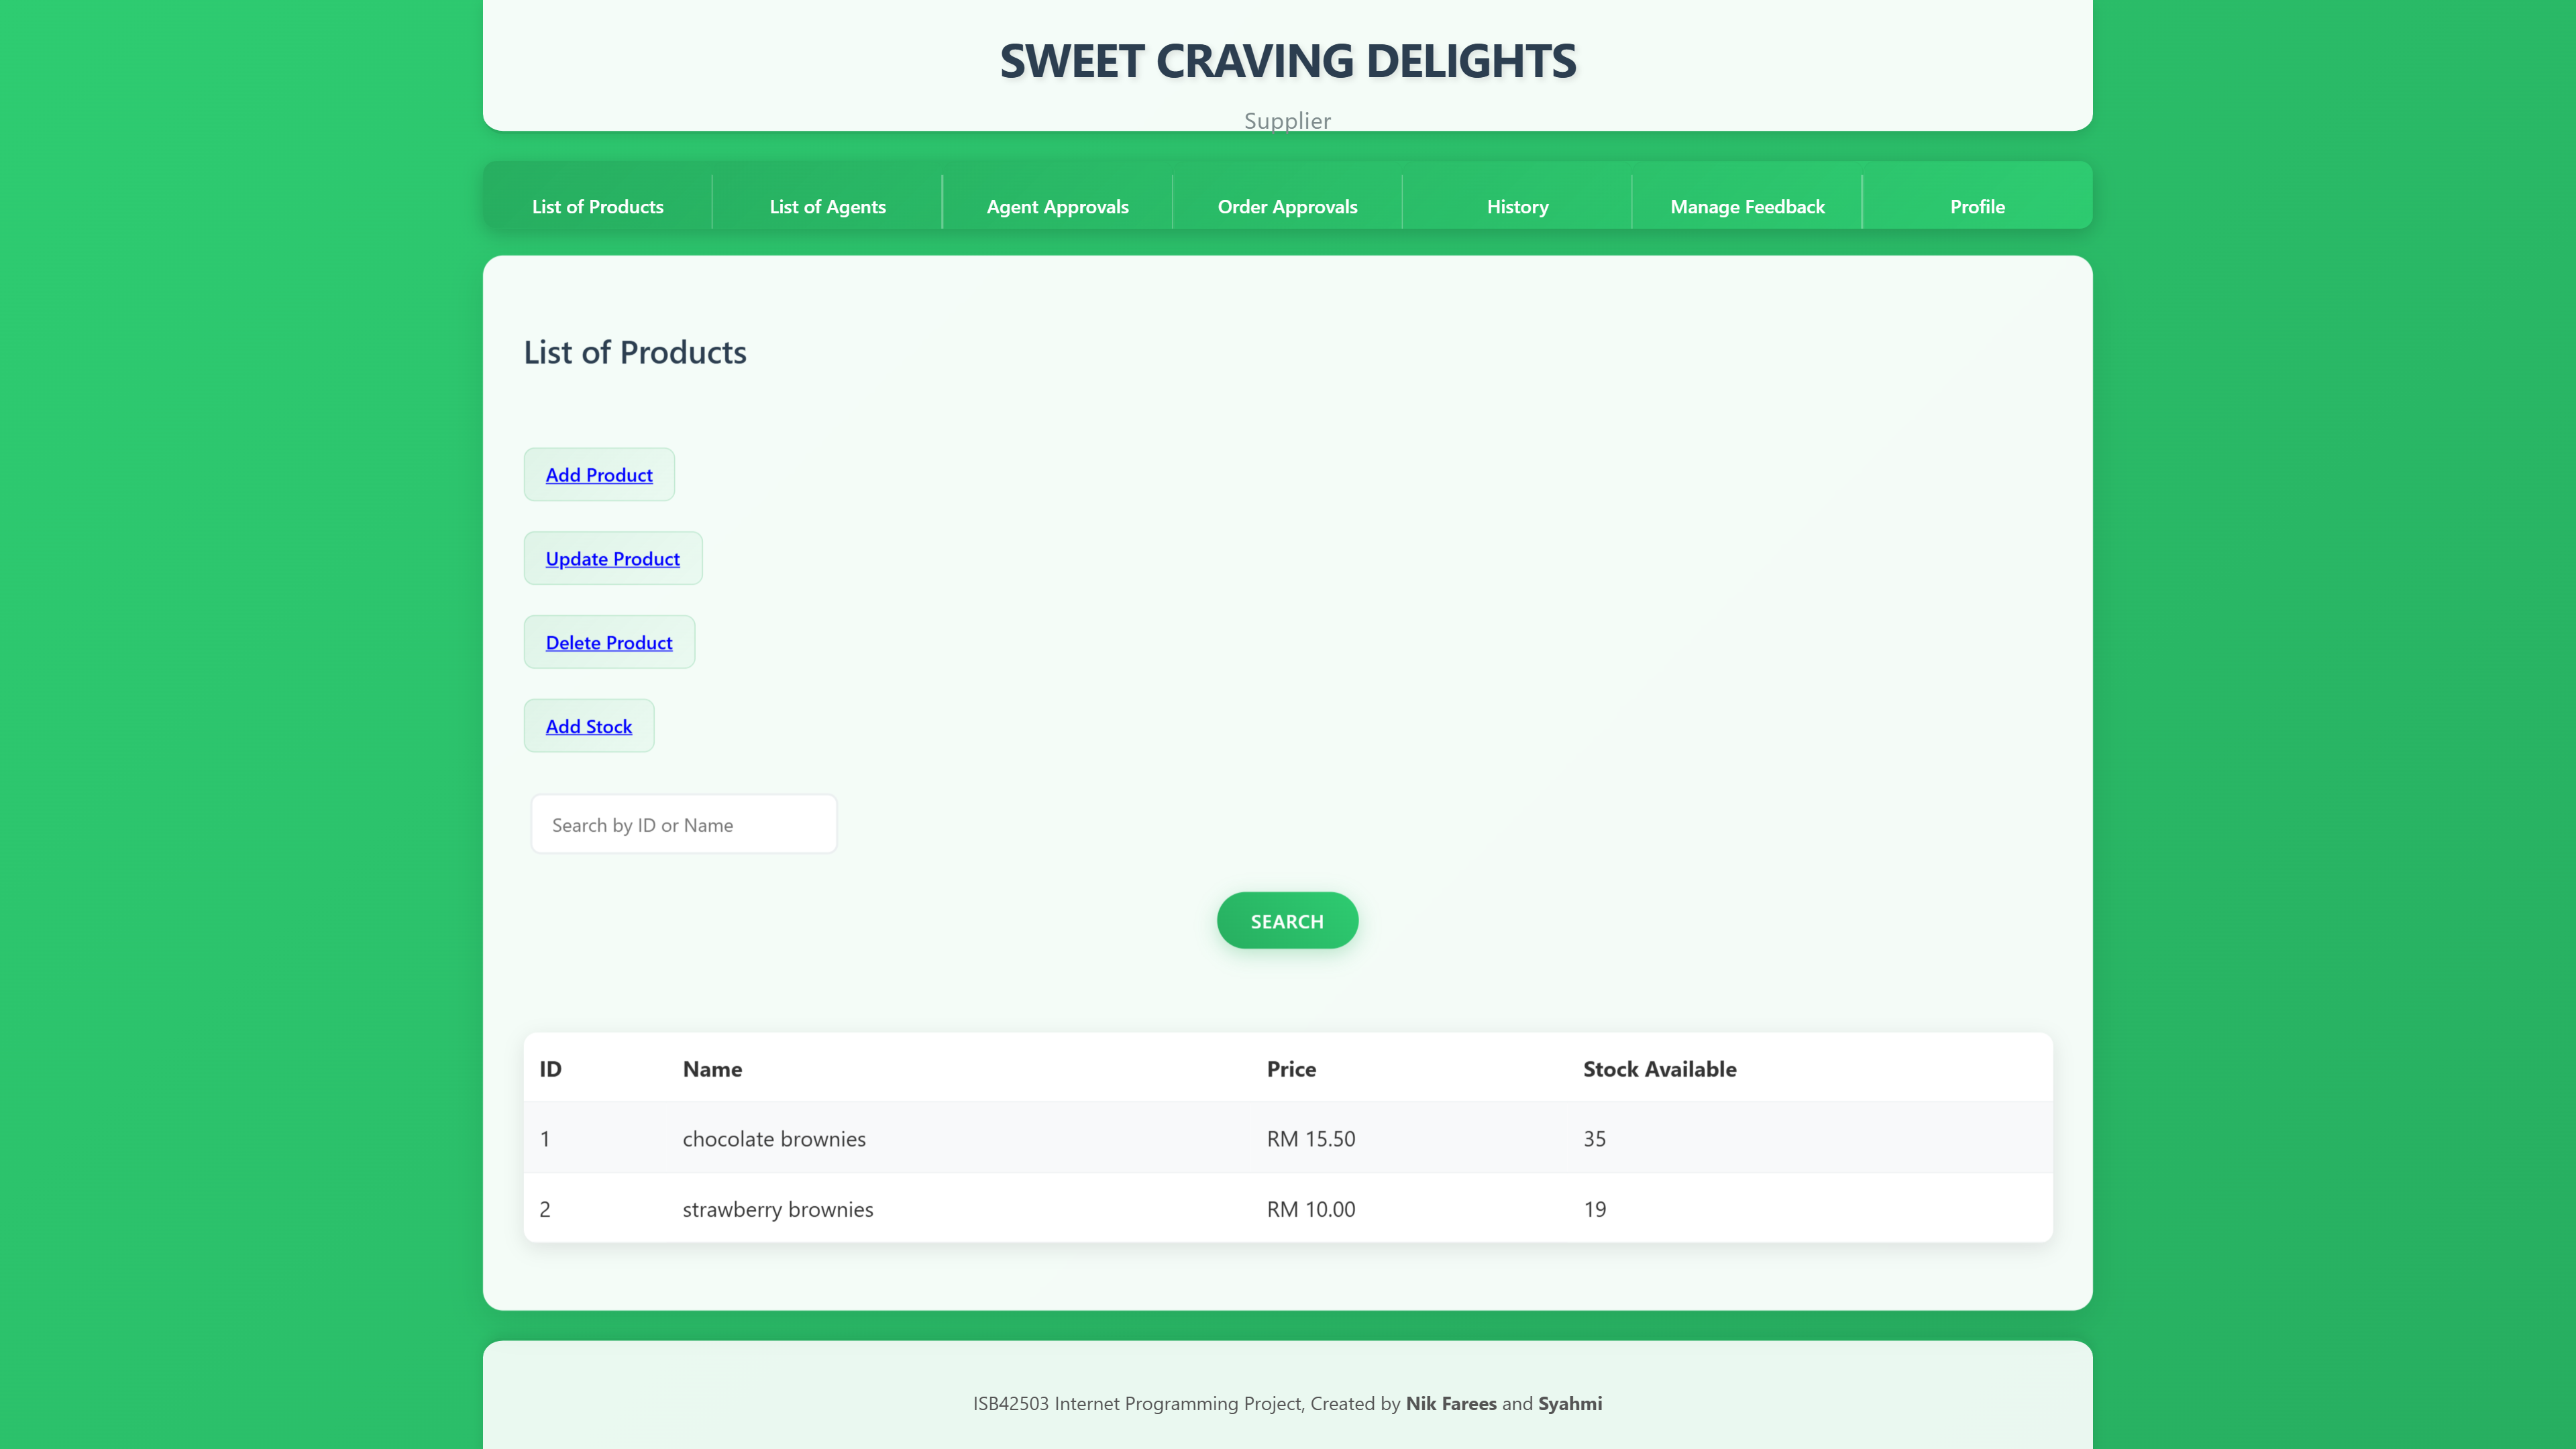 SWEET CRAVING DELIGHTS
Supplier
List of Products List of Agents Agent Approvals Order Approvals History Manage Feedback Profile
List of Products
Add Product
Update Product
Delete Product
Add Stock
Search by ID or Name
SEARCH
ID Name Price Stock Available
1 chocolate brownies RM 15.50 35
2 strawberry brownies RM 10.00 19
ISB42503 Internet Programming Project, Created by Nik Farees and Syahmi